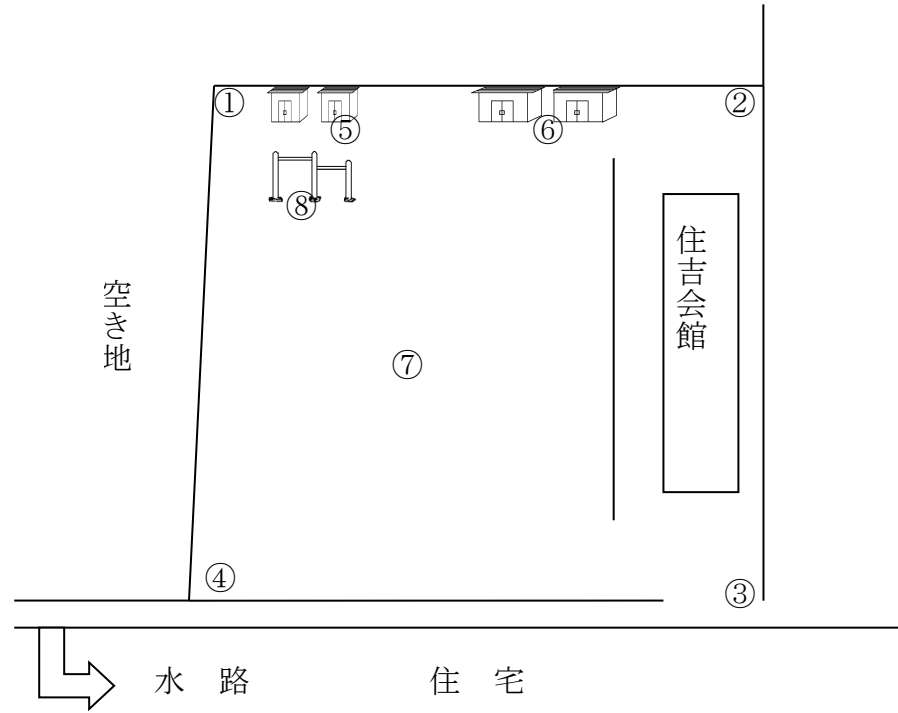 ①
②
⑤
⑥
⑧
住吉会館
空き地
⑦
④
③
水 路
住 宅